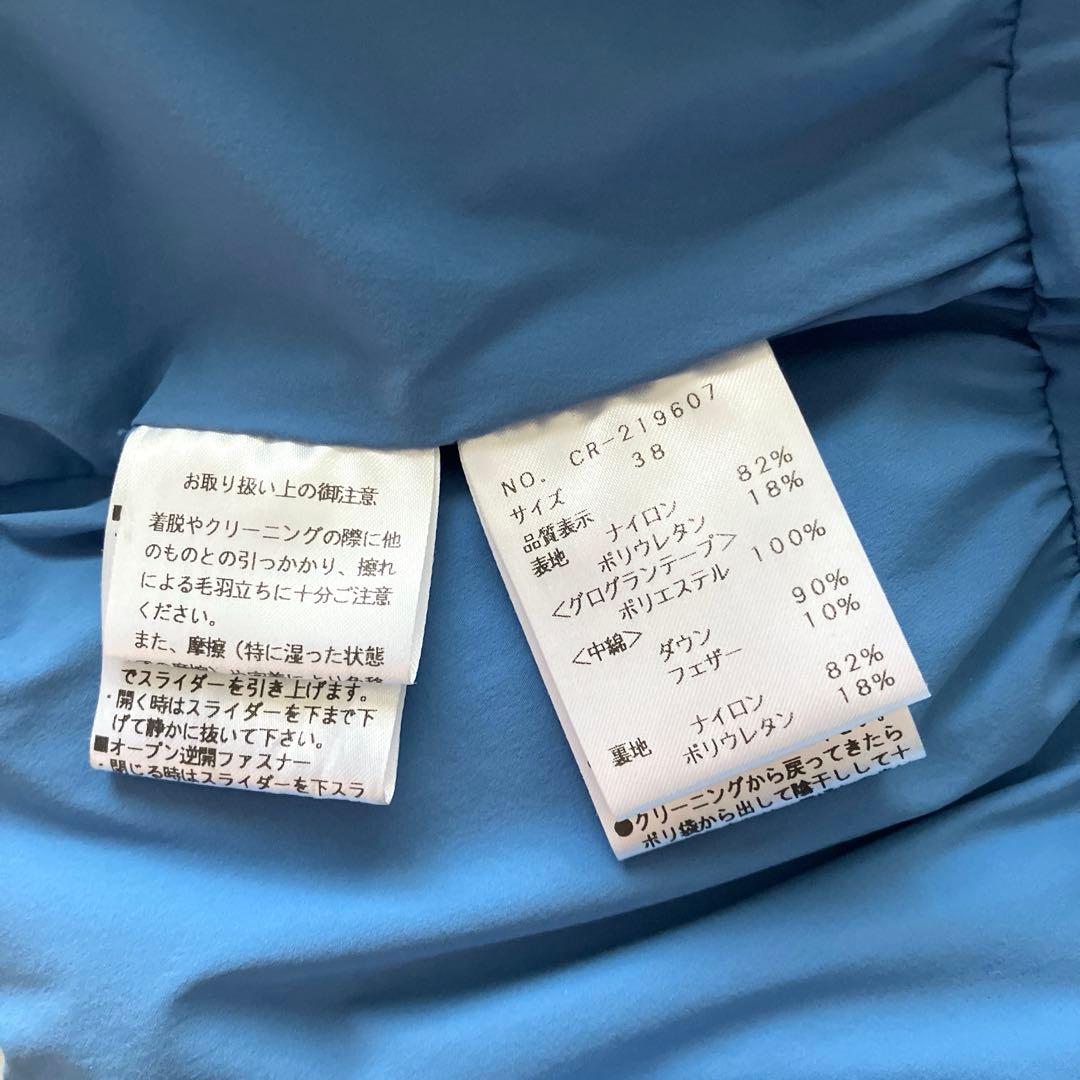 お取り扱い上の御注意
■
着脱やクリーニングの際に他
のものとの引っかかり、擦れ
による毛羽立ちに十分ご注意
ください。
また、摩擦（特に湿った状態
でスライダーを引き上げます。
・開く時はスライダーを下まで下
げて静かに抜いて下さい。
■オープン逆開ファスナー
・閉じる時はスライダーを下スラ
NO. CR-219607
サイズ 38
品質表示
表地 ナイロン 82%
ポリウレタン 18%
<グログランテープ>
ポリエステル 100%
<中綿>
ダウン 90%
フェザー 10%
裏地 ナイロン 82%
ポリウレタン 18%
●クリーニングから戻ってきたら
ポリ袋から出して陰干しして十